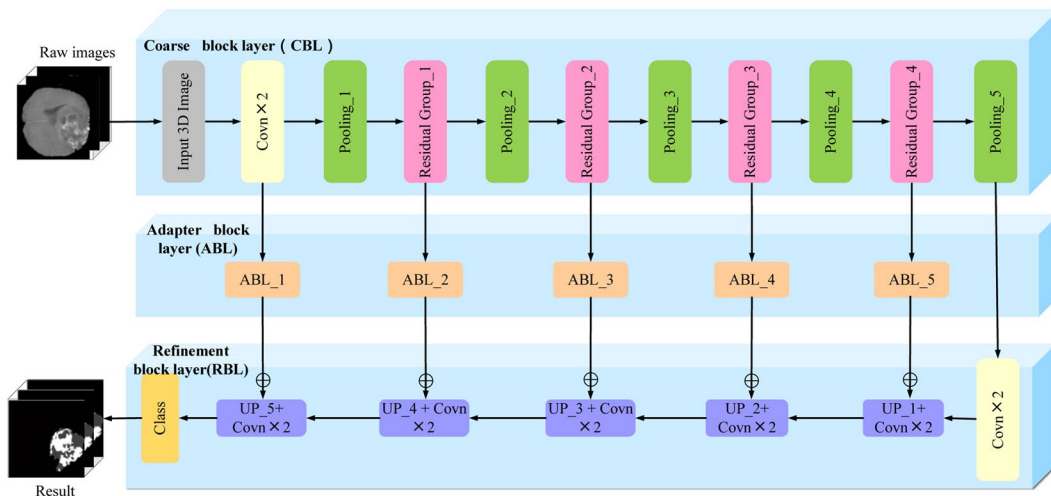 Raw images
Coarse block layer ( CBL )
Input 3D Image
Covn×2
Pooling_1
Residual Group_1
Pooling_2
Residual Group_2
Pooling_3
Residual Group_3
Pooling_4
Residual Group_4
Pooling_5
Adapter block
layer (ABL)
ABL_1
ABL_2
ABL_3
ABL_4
ABL_5
Refinement
block layer(RBL)
Class
UP_5+
Covn×2
UP_4 + Covn
×2
UP_3 + Covn
×2
UP_2+
Covn×2
UP_1+
Covn×2
Covn×2
Result